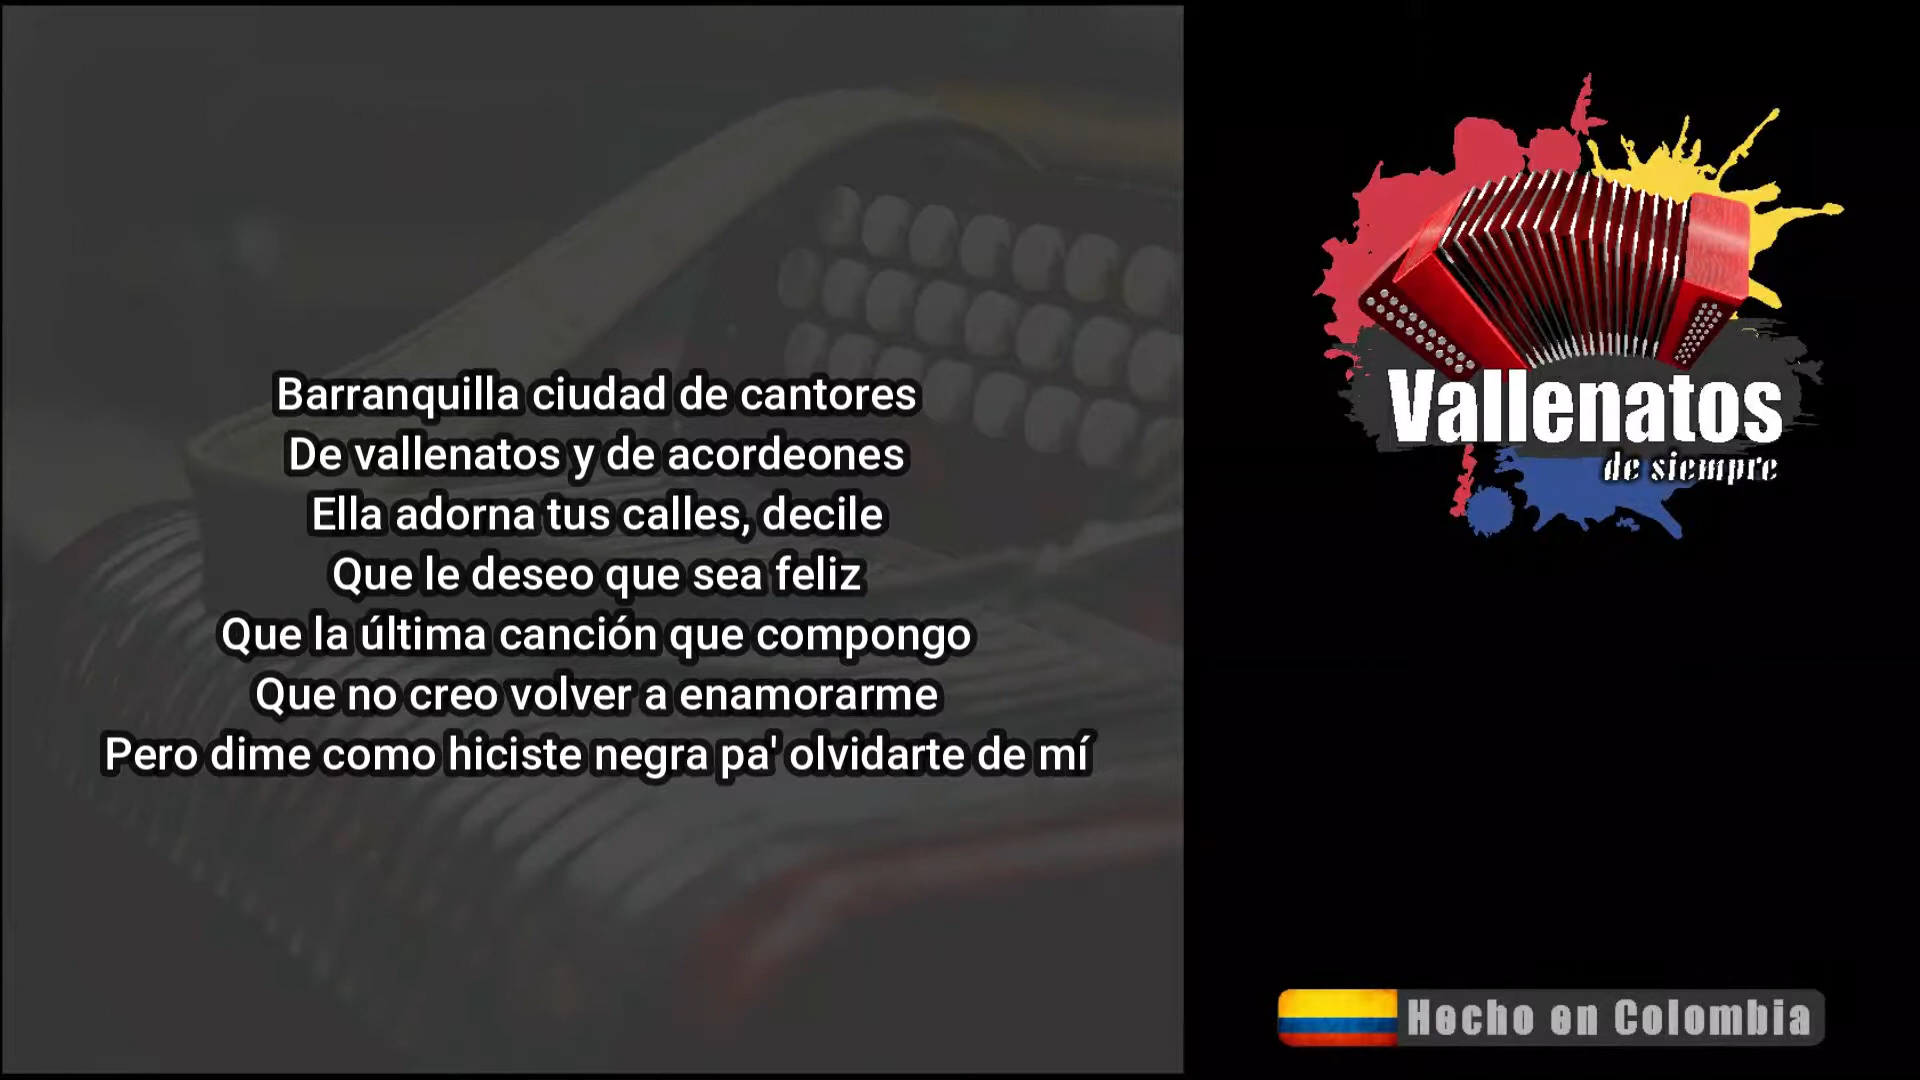 Barranquilla ciudad de cantores
De vallenatos y de acordeones
Ella adorna tus calles, decile
Que le deseo que sea feliz
Que la última canción que compongo
Que no creo volver a enamorarme
Pero dime como hiciste negra pa' olvidarte de mí
Vallenatos
de siempre
Hecho en Colombia